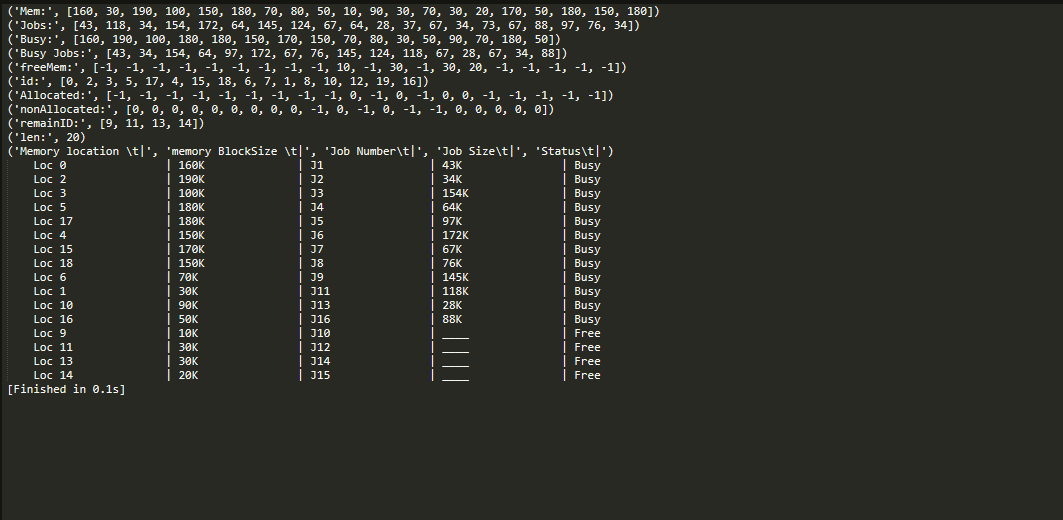 ('Mem:', [160, 30, 190, 100, 150, 180, 70, 80, 50, 10, 90, 30, 70, 30, 20, 170, 50, 180, 150, 180])
('Jobs:', [43, 118, 34, 154, 172, 64, 145, 124, 67, 64, 28, 37, 67, 34, 73, 67, 88, 97, 76, 34])
('Busy:', [160, 190, 100, 180, 180, 150, 170, 150, 70, 80, 30, 50, 90, 70, 180, 50])
('Busy Jobs:', [43, 34, 154, 64, 97, 172, 67, 76, 145, 124, 118, 67, 28, 67, 34, 88])
('freeMem:', [-1, -1, -1, -1, -1, -1, -1, -1, -1, 10, -1, 30, -1, 30, 20, -1, -1, -1, -1, -1])
('id:', [0, 2, 3, 5, 17, 4, 15, 18, 6, 7, 1, 8, 10, 12, 19, 16])
('Allocated:', [-1, -1, -1, -1, -1, -1, -1, -1, -1, 0, -1, 0, -1, 0, 0, -1, -1, -1, -1, -1])
('nonAllocated:', [0, 0, 0, 0, 0, 0, 0, 0, 0, -1, 0, -1, 0, -1, -1, 0, 0, 0, 0, 0])
('remainID:', [9, 11, 13, 14])
('len:', 20)
('Memory location \t|', 'memory BlockSize \t|', 'Job Number\t|', 'Job Size\t|', 'Status\t|')
Loc 0 | 160K | J1 | 43K | Busy
Loc 2 | 190K | J2 | 34K | Busy
Loc 3 | 100K | J3 | 154K | Busy
Loc 5 | 180K | J4 | 64K | Busy
Loc 17 | 180K | J5 | 97K | Busy
Loc 4 | 150K | J6 | 172K | Busy
Loc 15 | 170K | J7 | 67K | Busy
Loc 18 | 150K | J8 | 76K | Busy
Loc 6 | 70K | J9 | 145K | Busy
Loc 1 | 30K | J11 | 118K | Busy
Loc 10 | 90K | J13 | 28K | Busy
Loc 16 | 50K | J16 | 88K | Busy
Loc 9 | 10K | J10 | ____ | Free
Loc 11 | 30K | J12 | ____ | Free
Loc 13 | 30K | J14 | ____ | Free
Loc 14 | 20K | J15 | ____ | Free
[Finished in 0.1s]